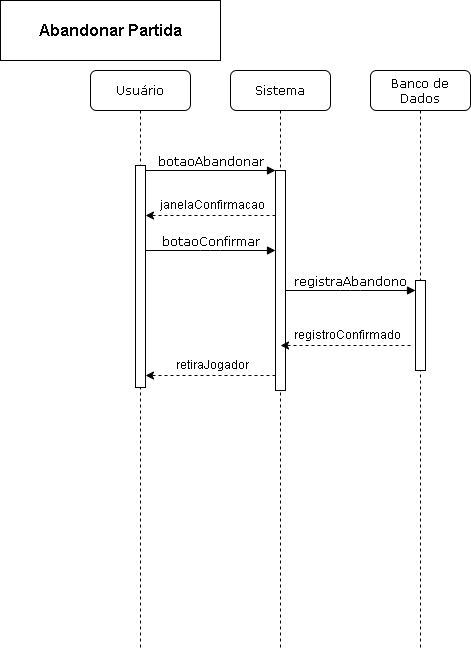 Abandonar Partida
Usuário
Sistema
Banco de
Dados
botaoAbandonar
janelaConfirmacao
botaoConfirmar
registraAbandono
registroConfirmado
retiraJogador